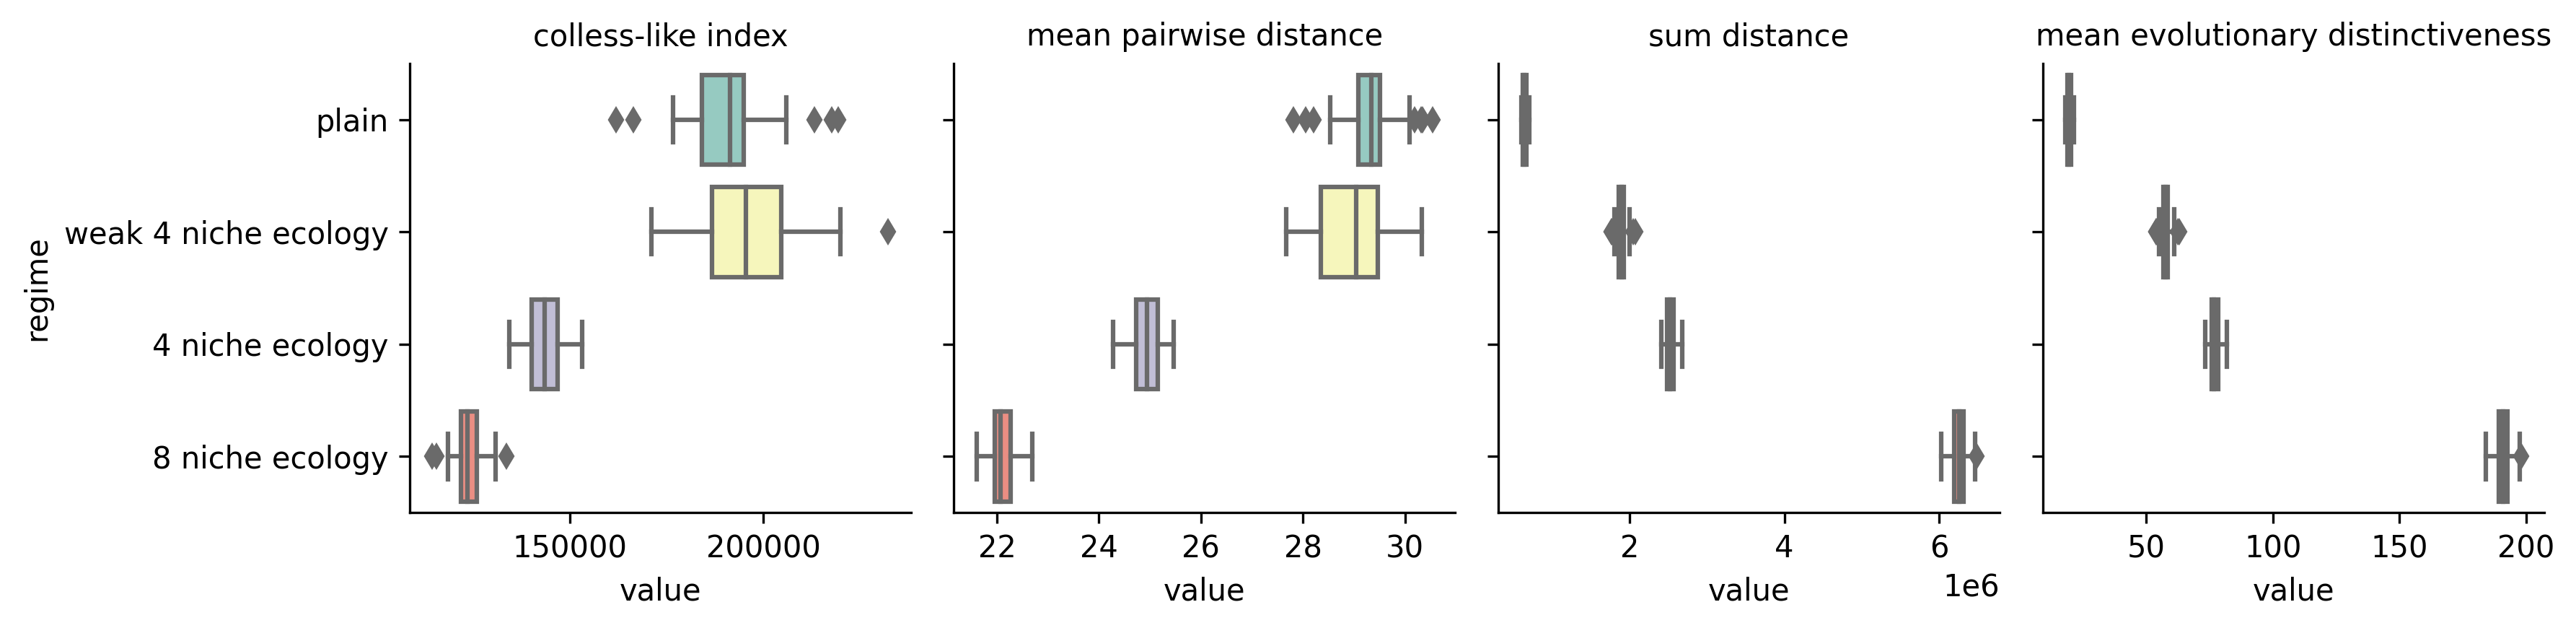 colless-like index
mean pairwise distance
sum distance
mean evolutionary distinctiveness
regime
plain
weak 4 niche ecology
4 niche ecology
8 niche ecology
150000 200000
22 24 26 28 30
2 4 6
50 100 150 200
1e6
value
value
value
value